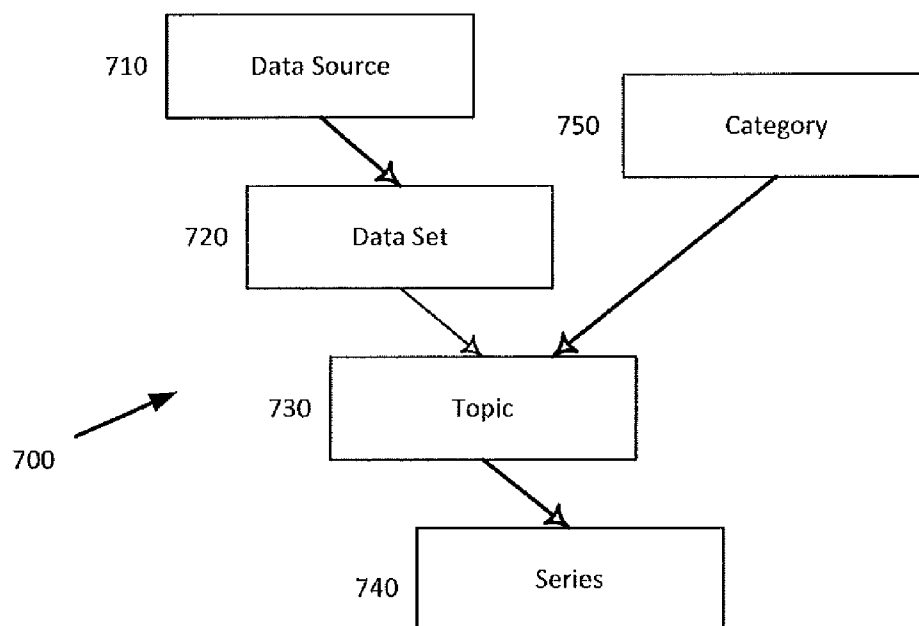 710 Data Source
750 Category
720 Data Set
730 Topic
700
740 Series